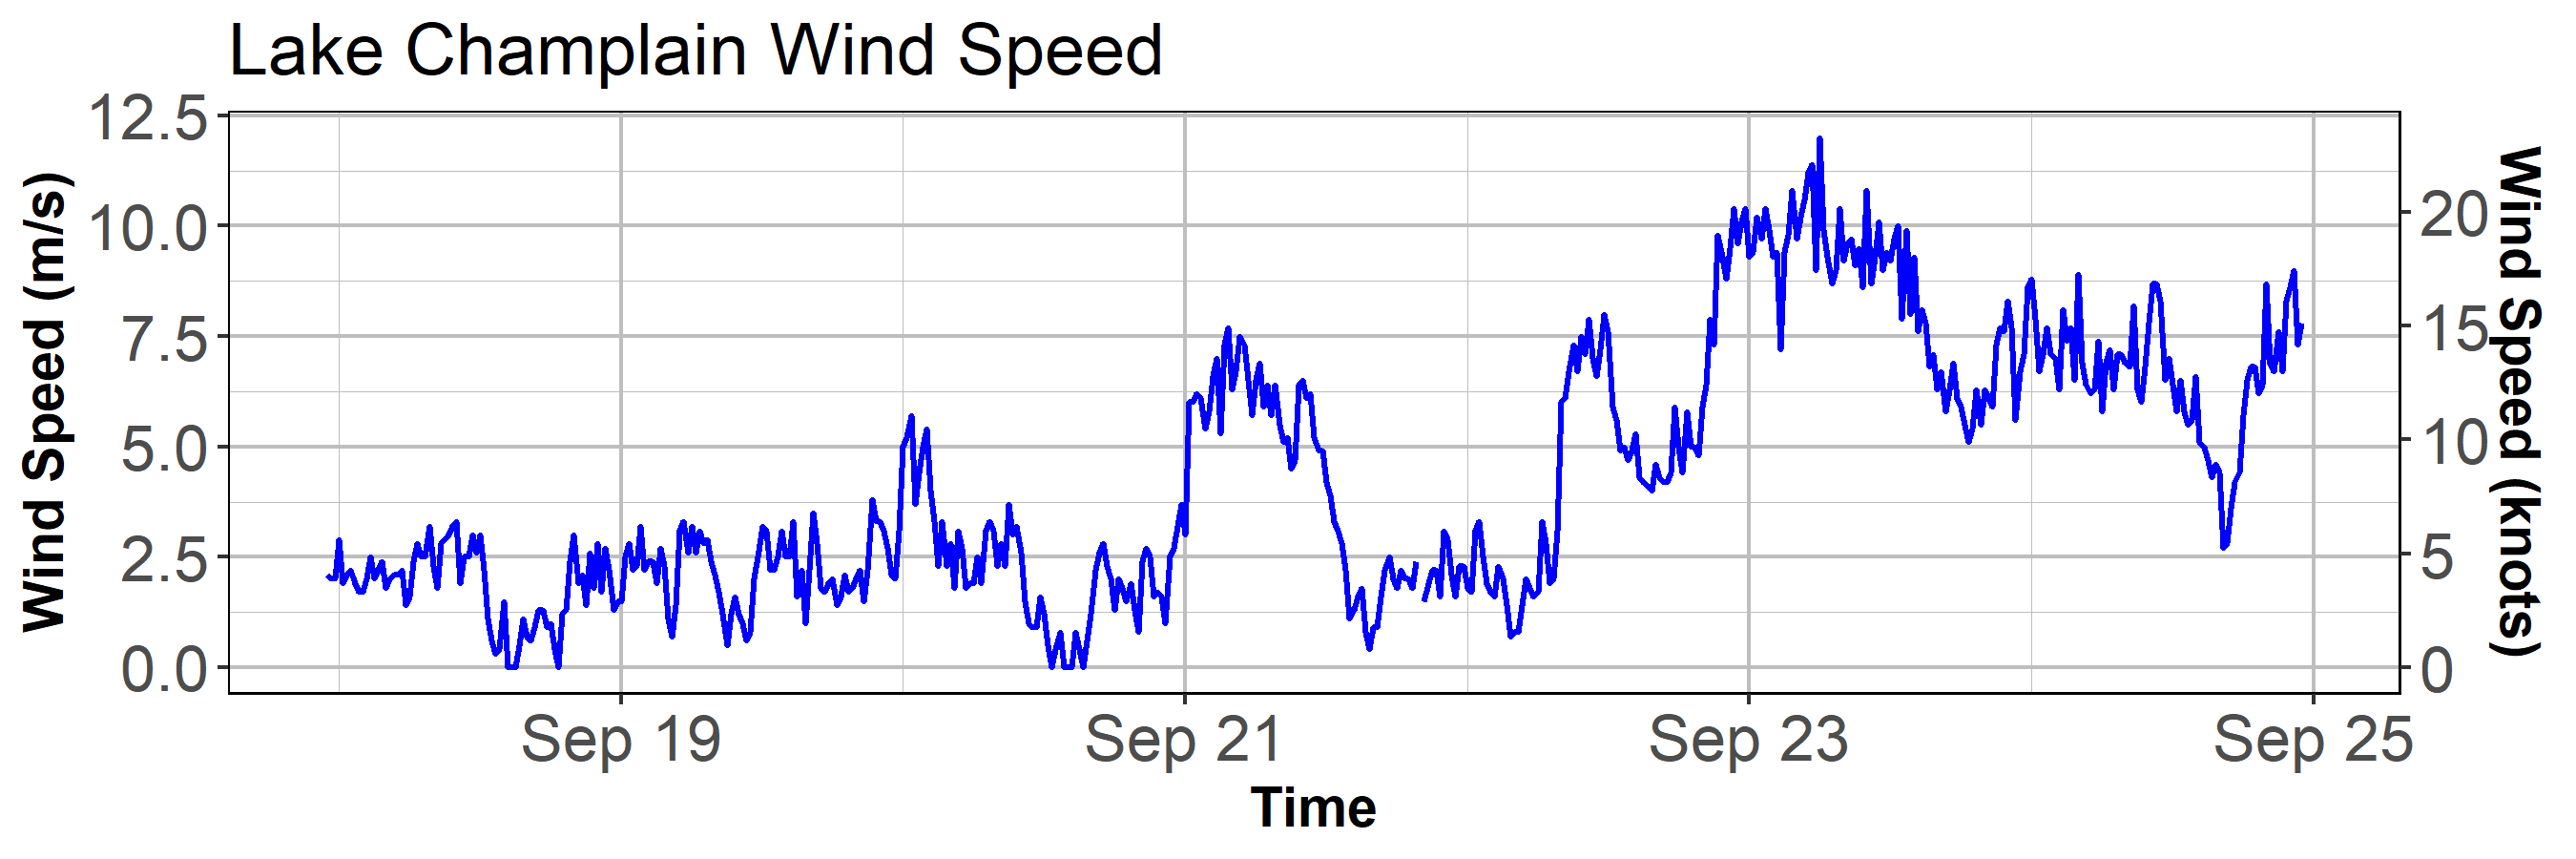 Lake Champlain Wind Speed
Wind Speed (m/s)
12.5
10.0
7.5
5.0
2.5
0.0
Wind Speed (knots)
20
15
10
5
0
Sep 19
Sep 21
Sep 23
Sep 25
Time